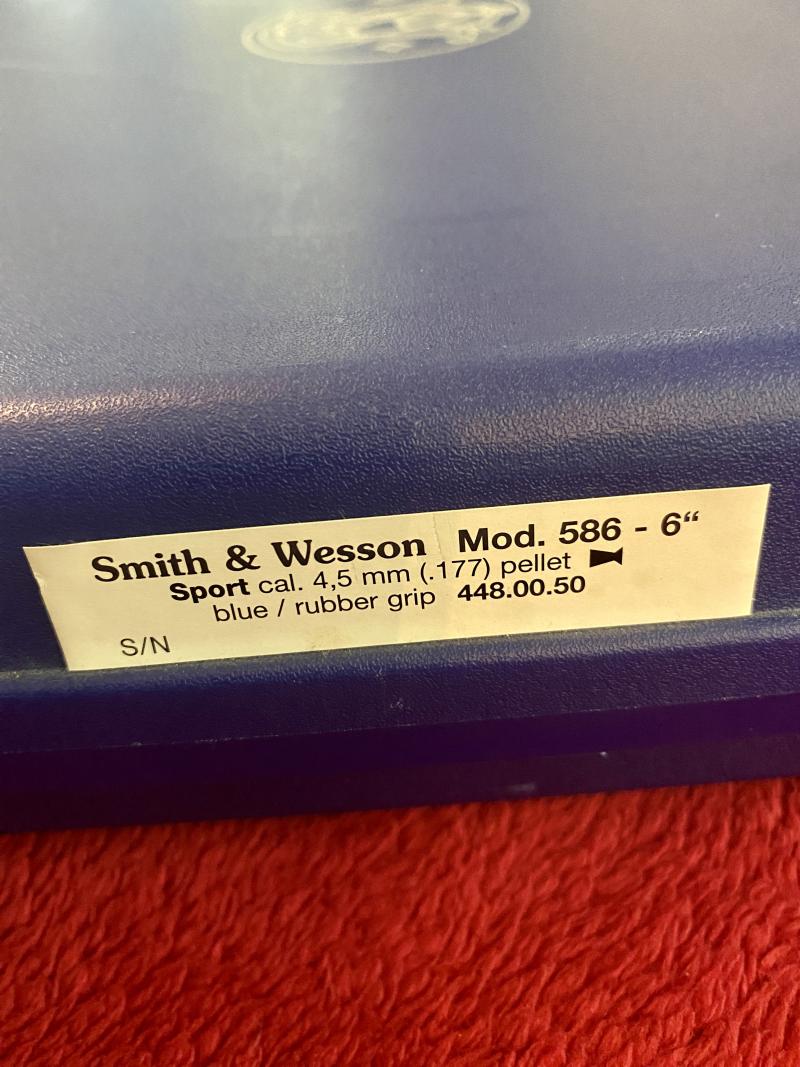 Smith & Wesson Mod. 586 - 6“
Sport cal. 4,5 mm (.177) pellet
blue / rubber grip 448.00.50
S/N